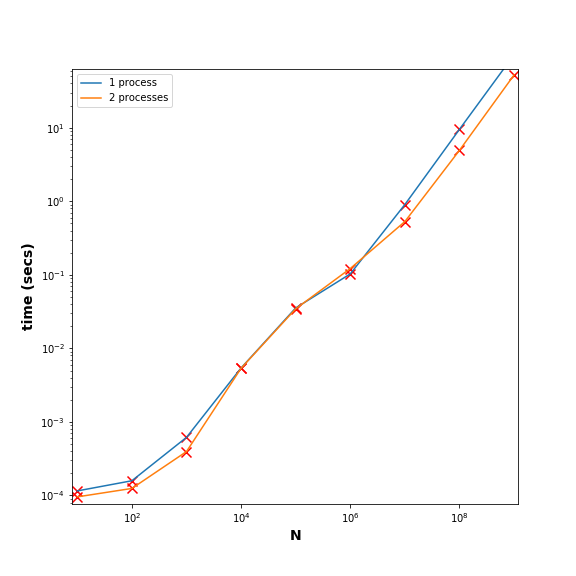 1 process
2 processes
10¹
10⁰
10⁻¹
10⁻²
10⁻³
10⁻⁴
time (secs)
10²
10⁴
10⁶
10⁸
N